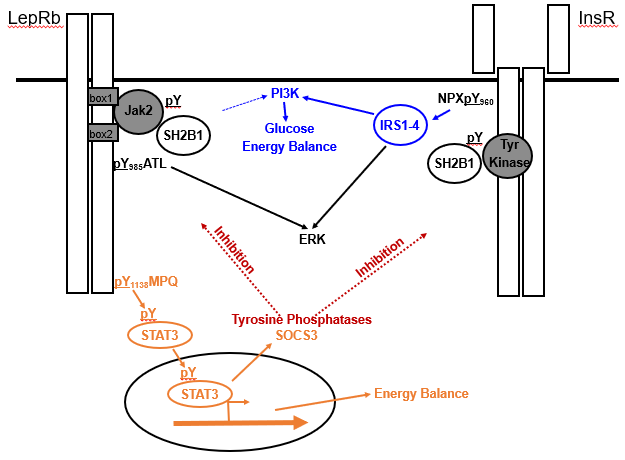 LepRb
InsR
box1
Jak2
pY
SH2B1
box2
pY985ATL
PI3K
Glucose
Energy Balance
IRS1-4
NPXpY960
pY
SH2B1
Tyr
Kinase
ERK
Inhibition
Inhibition
pY1138MPQ
pY
STAT3
Tyrosine Phosphatases
SOCS3
pY
STAT3
Energy Balance